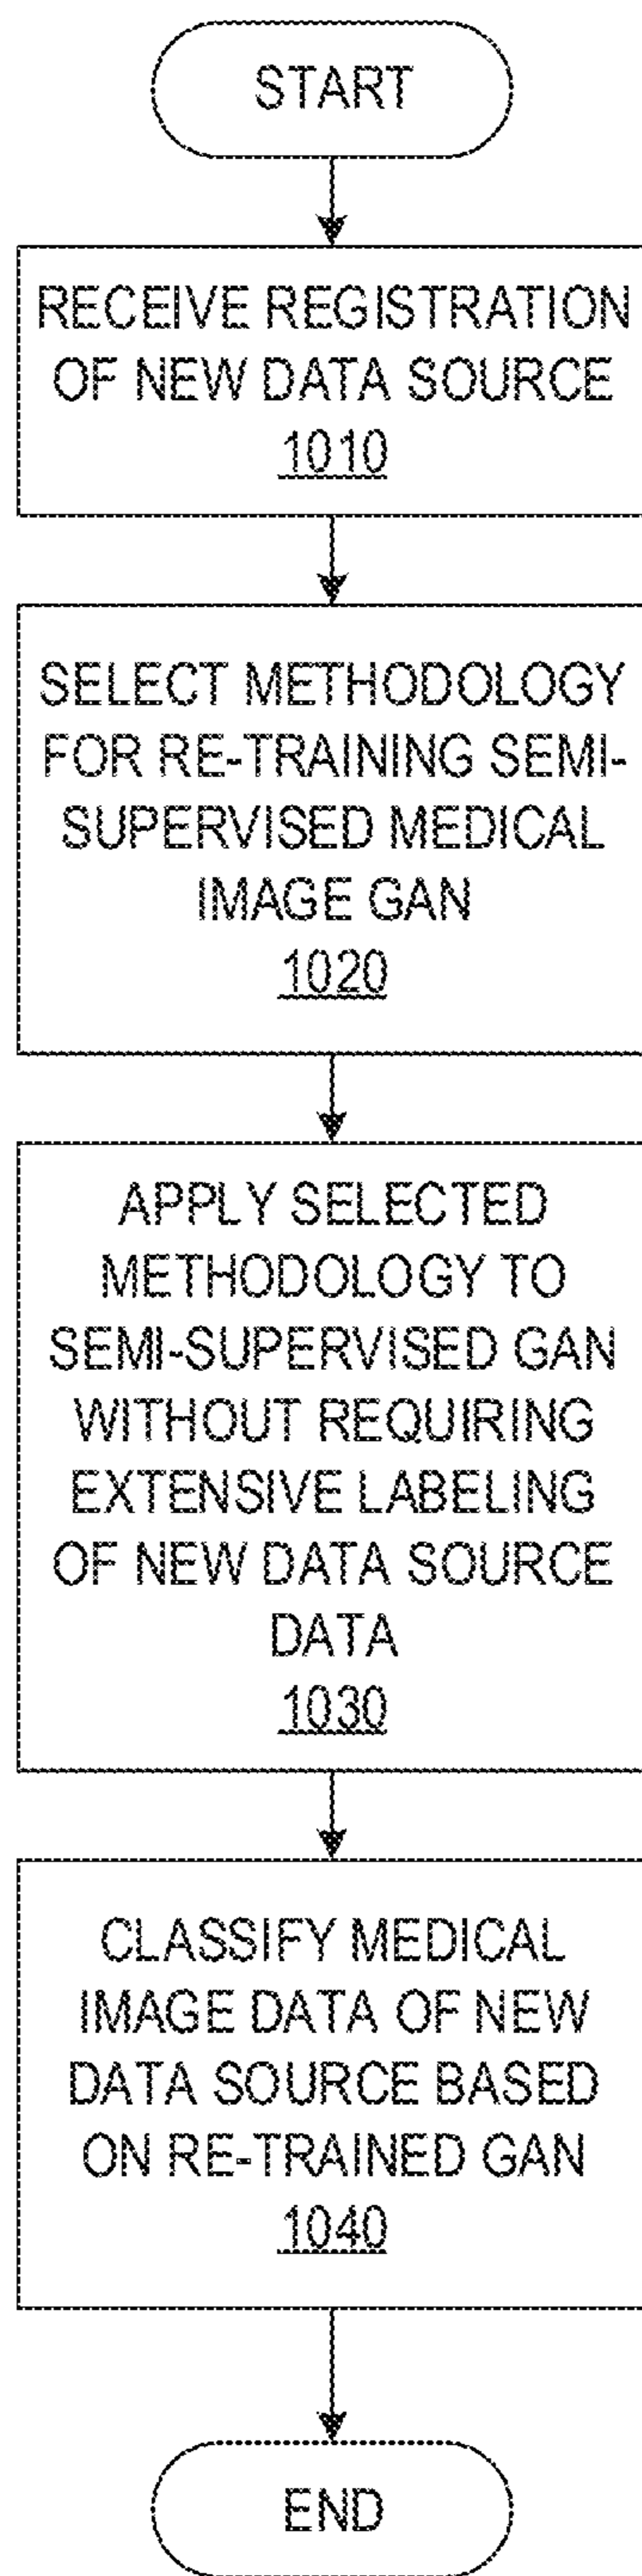 START
RECEIVE REGISTRATION
OF NEW DATA SOURCE
1010
SELECT METHODOLOGY
FOR RE-TRAINING SEMI-
SUPERVISED MEDICAL
IMAGE GAN
1020
APPLY SELECTED
METHODOLOGY TO
SEMI-SUPERVISED GAN
WITHOUT REQUIRING
EXTENSIVE LABELING
OF NEW DATA SOURCE
DATA
1030
CLASSIFY MEDICAL
IMAGE DATA OF NEW
DATA SOURCE BASED
ON RE-TRAINED GAN
1040
END